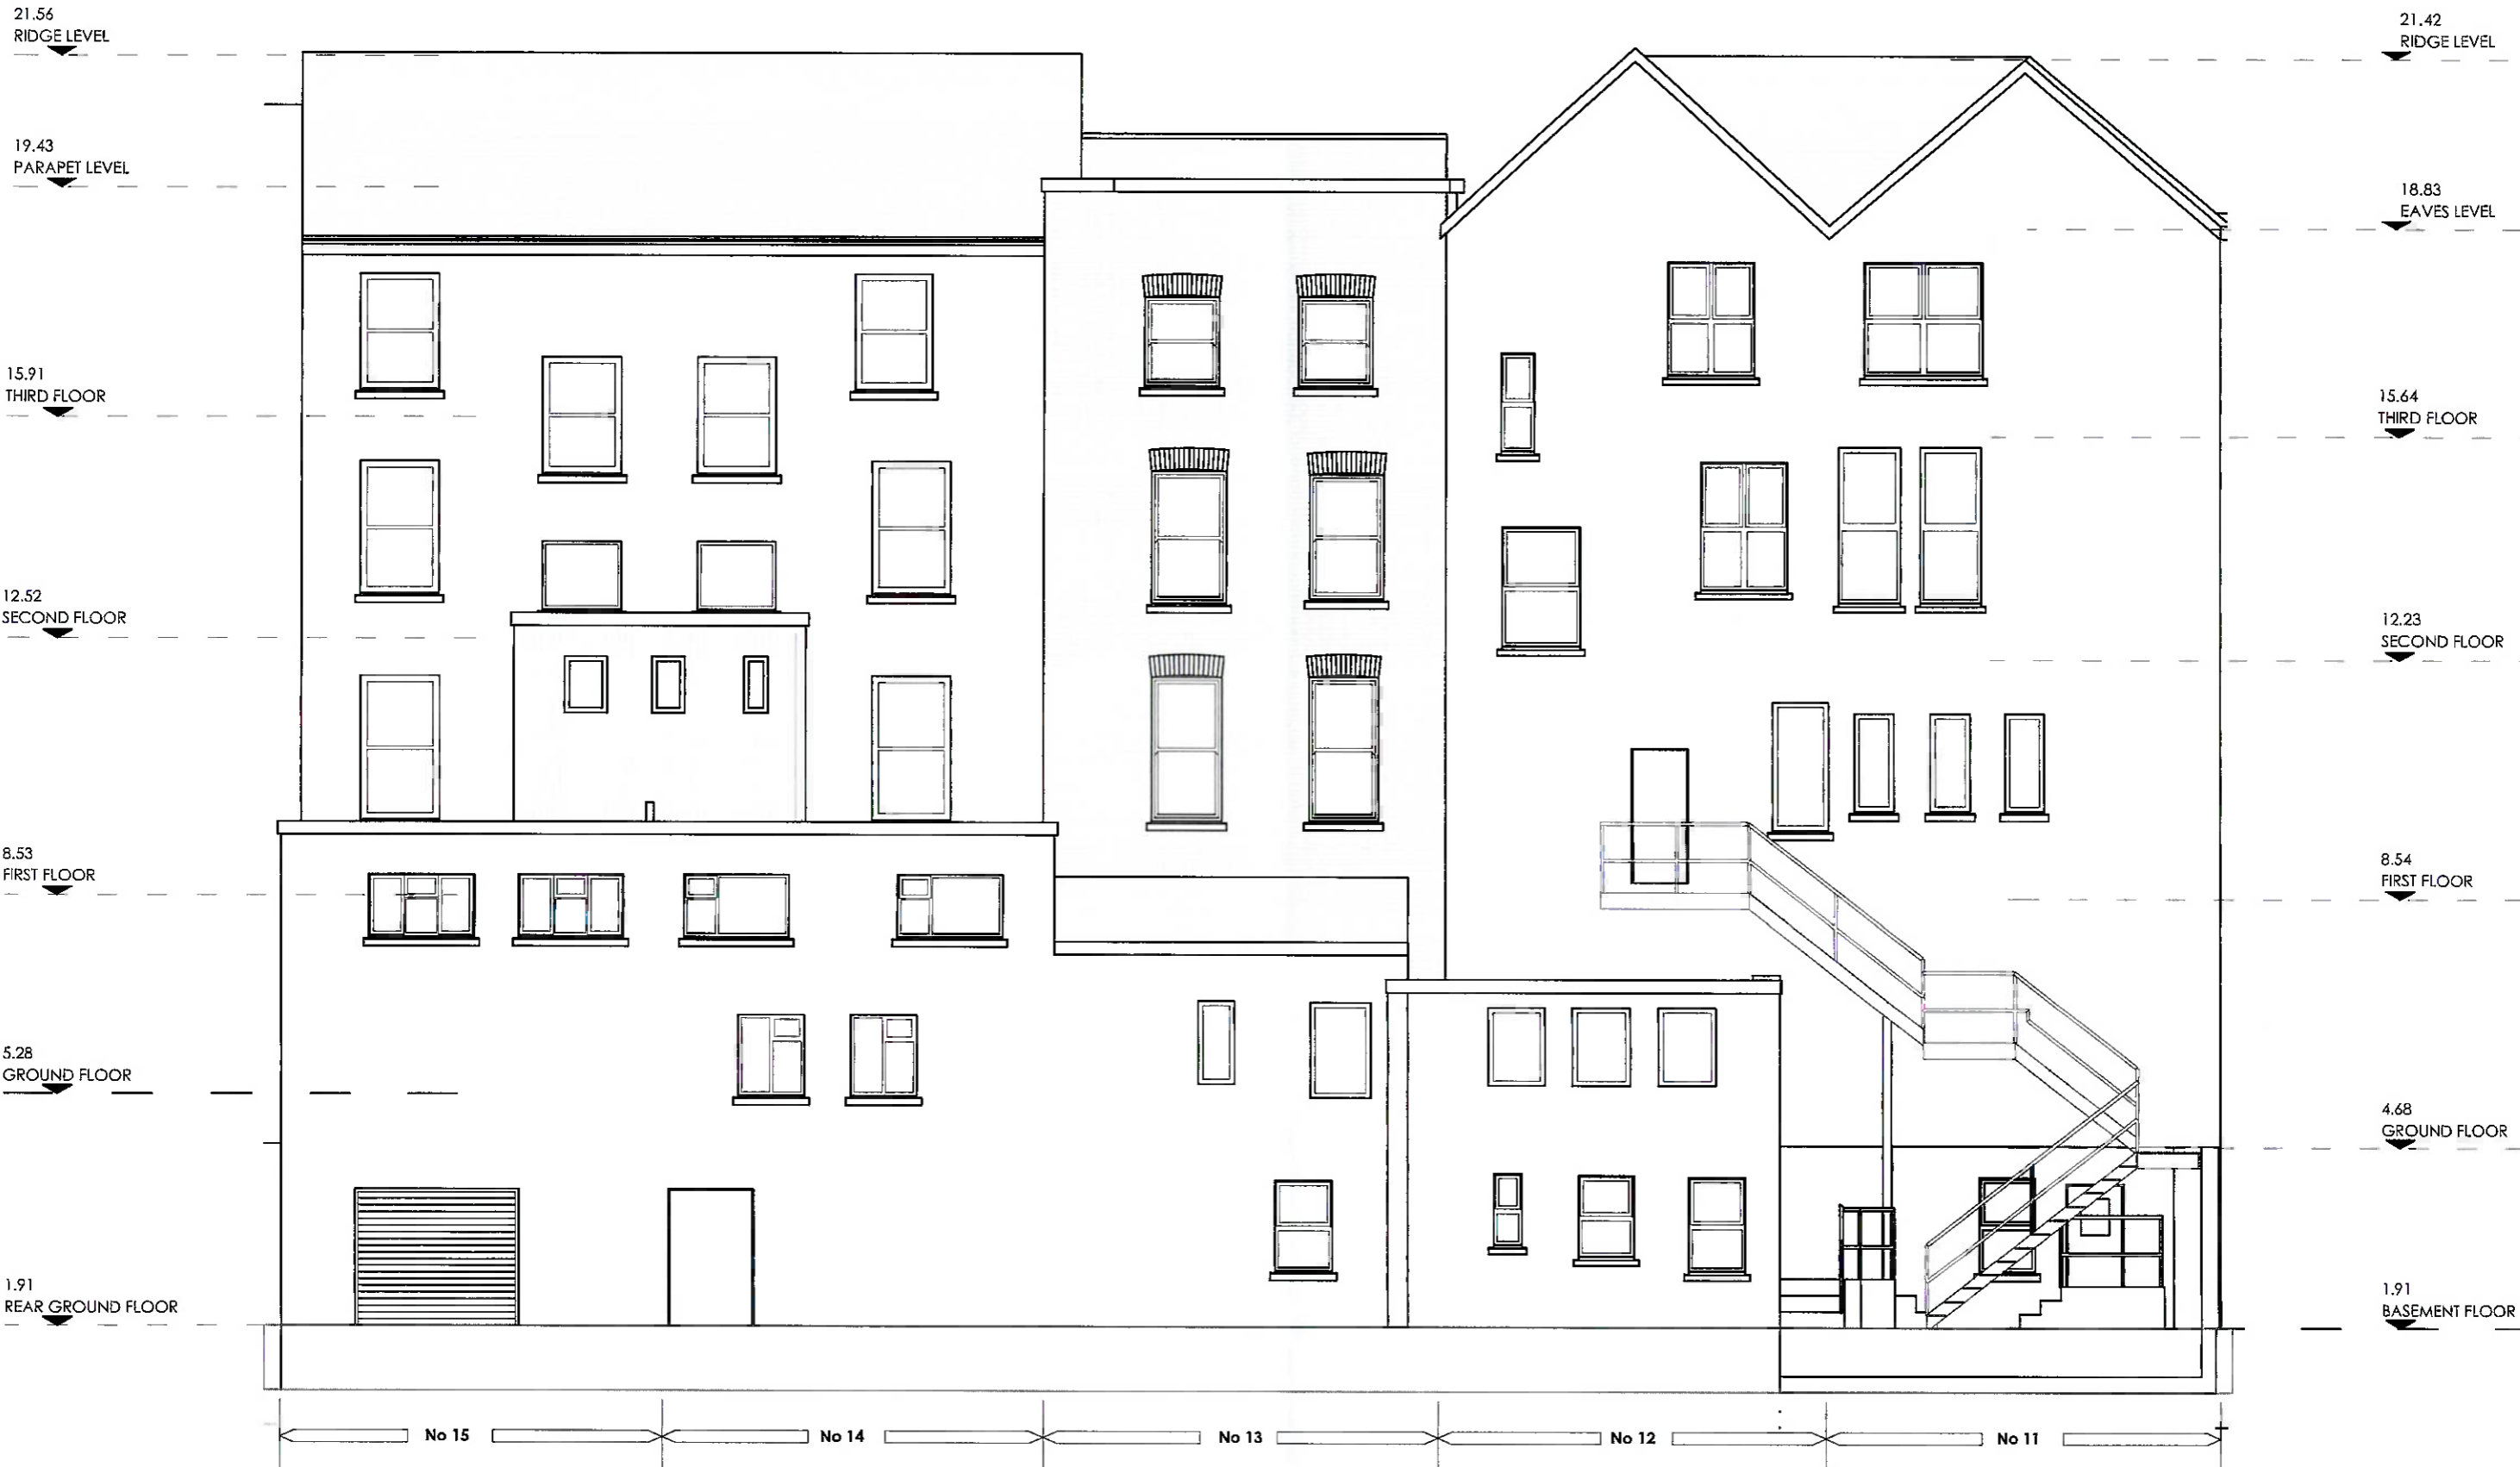 21.56
RIDGE LEVEL
19.43
PARAPET LEVEL
15.91
THIRD FLOOR
12.52
SECOND FLOOR
8.53
FIRST FLOOR
5.28
GROUND FLOOR
1.91
REAR GROUND FLOOR
21.42
RIDGE LEVEL
18.83
EAVES LEVEL
15.64
THIRD FLOOR
12.23
SECOND FLOOR
8.54
FIRST FLOOR
4.68
GROUND FLOOR
1.91
BASEMENT FLOOR
No 15
No 14
No 13
No 12
No 11